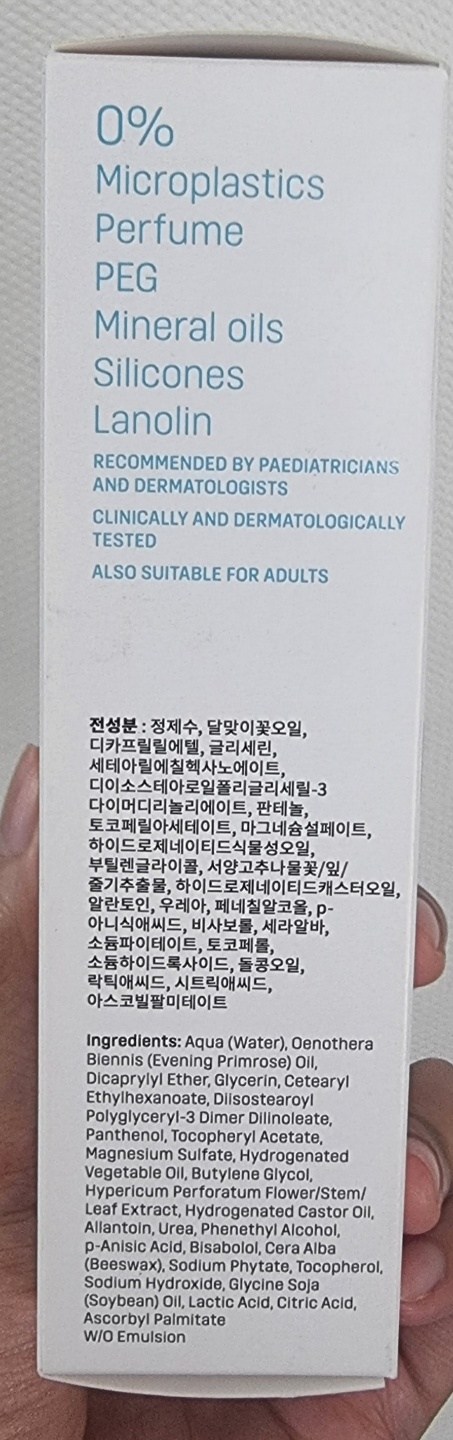 0%
Microplastics
Perfume
PEG
Mineral oils
Silicones
Lanolin
RECOMMENDED BY PAEDIATRICIANS
AND DERMATOLOGISTS
CLINICALLY AND DERMATOLOGICALLY
TESTED
ALSO SUITABLE FOR ADULTS
전성분 : 정제수, 달맞이꽃오일,
디카프릴릴에텔, 글리세린,
세테아릴에칠헥사노에이트,
디이소스테아로일폴리글리세릴-3
다이머디리놀리에이트, 판테놀,
토코페릴아세테이트, 마그네슘설페이트,
하이드로제네이티드식물성오일,
부틸렌글라이콜, 서양고추나물꽃/잎/
줄기추출물, 하이드로제네이티드캐스터오일,
알란토인, 우레아, 페네칠알코올, p-
아니식애씨드, 비사보롤, 세라알바,
소듐파이테이트, 토코페롤,
소듐하이드록사이드, 돌콩오일,
락틱애씨드, 시트릭애씨드,
아스코빌팔미테이트
Ingredients: Aqua (Water), Oenothera
Biennis (Evening Primrose) Oil,
Dicaprylyl Ether, Glycerin, Cetearyl
Ethylhexanoate, Diisostearoyl
Polyglyceryl-3 Dimer Dilinoleate,
Panthenol, Tocopheryl Acetate,
Magnesium Sulfate, Hydrogenated
Vegetable Oil, Butylene Glycol,
Hypericum Perforatum Flower/Stem/
Leaf Extract, Hydrogenated Castor Oil,
Allantoin, Urea, Phenethyl Alcohol,
p-Anisic Acid, Bisabolol, Cera Alba
(Beeswax), Sodium Phytate, Tocopherol,
Sodium Hydroxide, Glycine Soja
(Soybean) Oil, Lactic Acid, Citric Acid,
Ascorbyl Palmitate
W/O Emulsion